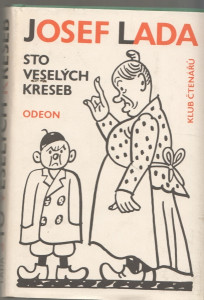 JOSEF LADA
STO
VESELÝCH
KRESEB
ODEON
KLUB ČTENÁŘŮ